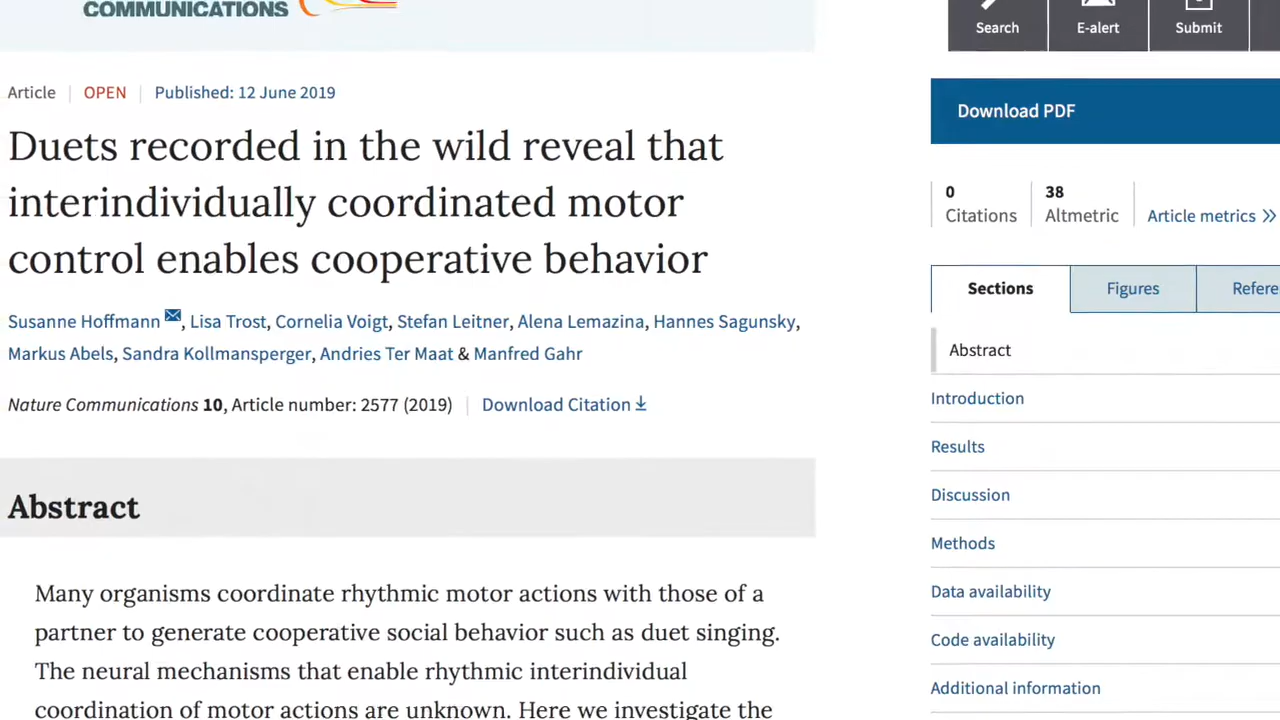 COMMUNICATIONS
Search
E-alert
Submit
Article | OPEN | Published: 12 June 2019
Download PDF
Duets recorded in the wild reveal that
interindividually coordinated motor
control enables cooperative behavior
0
Citations
38
Altmetric
Article metrics
Sections
Figures
Susanne Hoffmann, Lisa Trost, Cornelia Voigt, Stefan Leitner, Alena Lemazina, Hannes Sagunsky,
Markus Abels, Sandra Kollmansperger, Andries Ter Maat & Manfred Gahr
Nature Communications 10, Article number: 2577 (2019) | Download Citation
Abstract
Many organisms coordinate rhythmic motor actions with those of a
partner to generate cooperative social behavior such as duet singing.
The neural mechanisms that enable rhythmic interindividual
coordination of motor actions are unknown. Here we investigate the
Abstract
Introduction
Results
Discussion
Methods
Data availability
Code availability
Additional information